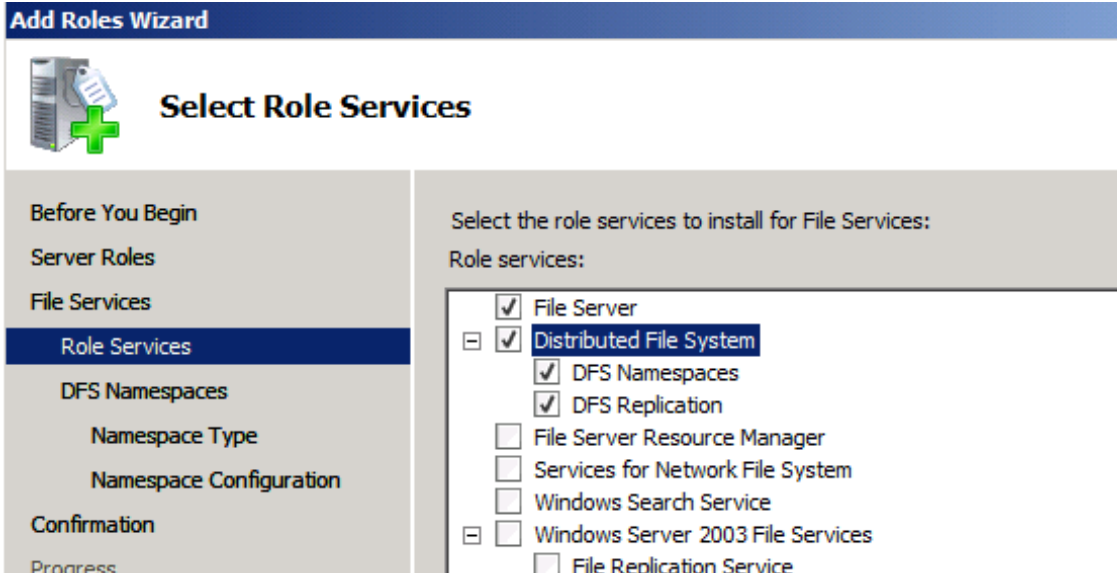 Add Roles Wizard
Select Role Services
Before You Begin
Server Roles
File Services
Role Services
DFS Namespaces
Namespace Type
Namespace Configuration
Confirmation
Progress
Select the role services to install for File Services:
Role services:
File Server
Distributed File System
DFS Namespaces
DFS Replication
File Server Resource Manager
Services for Network File System
Windows Search Service
Windows Server 2003 File Services
File Replication Service